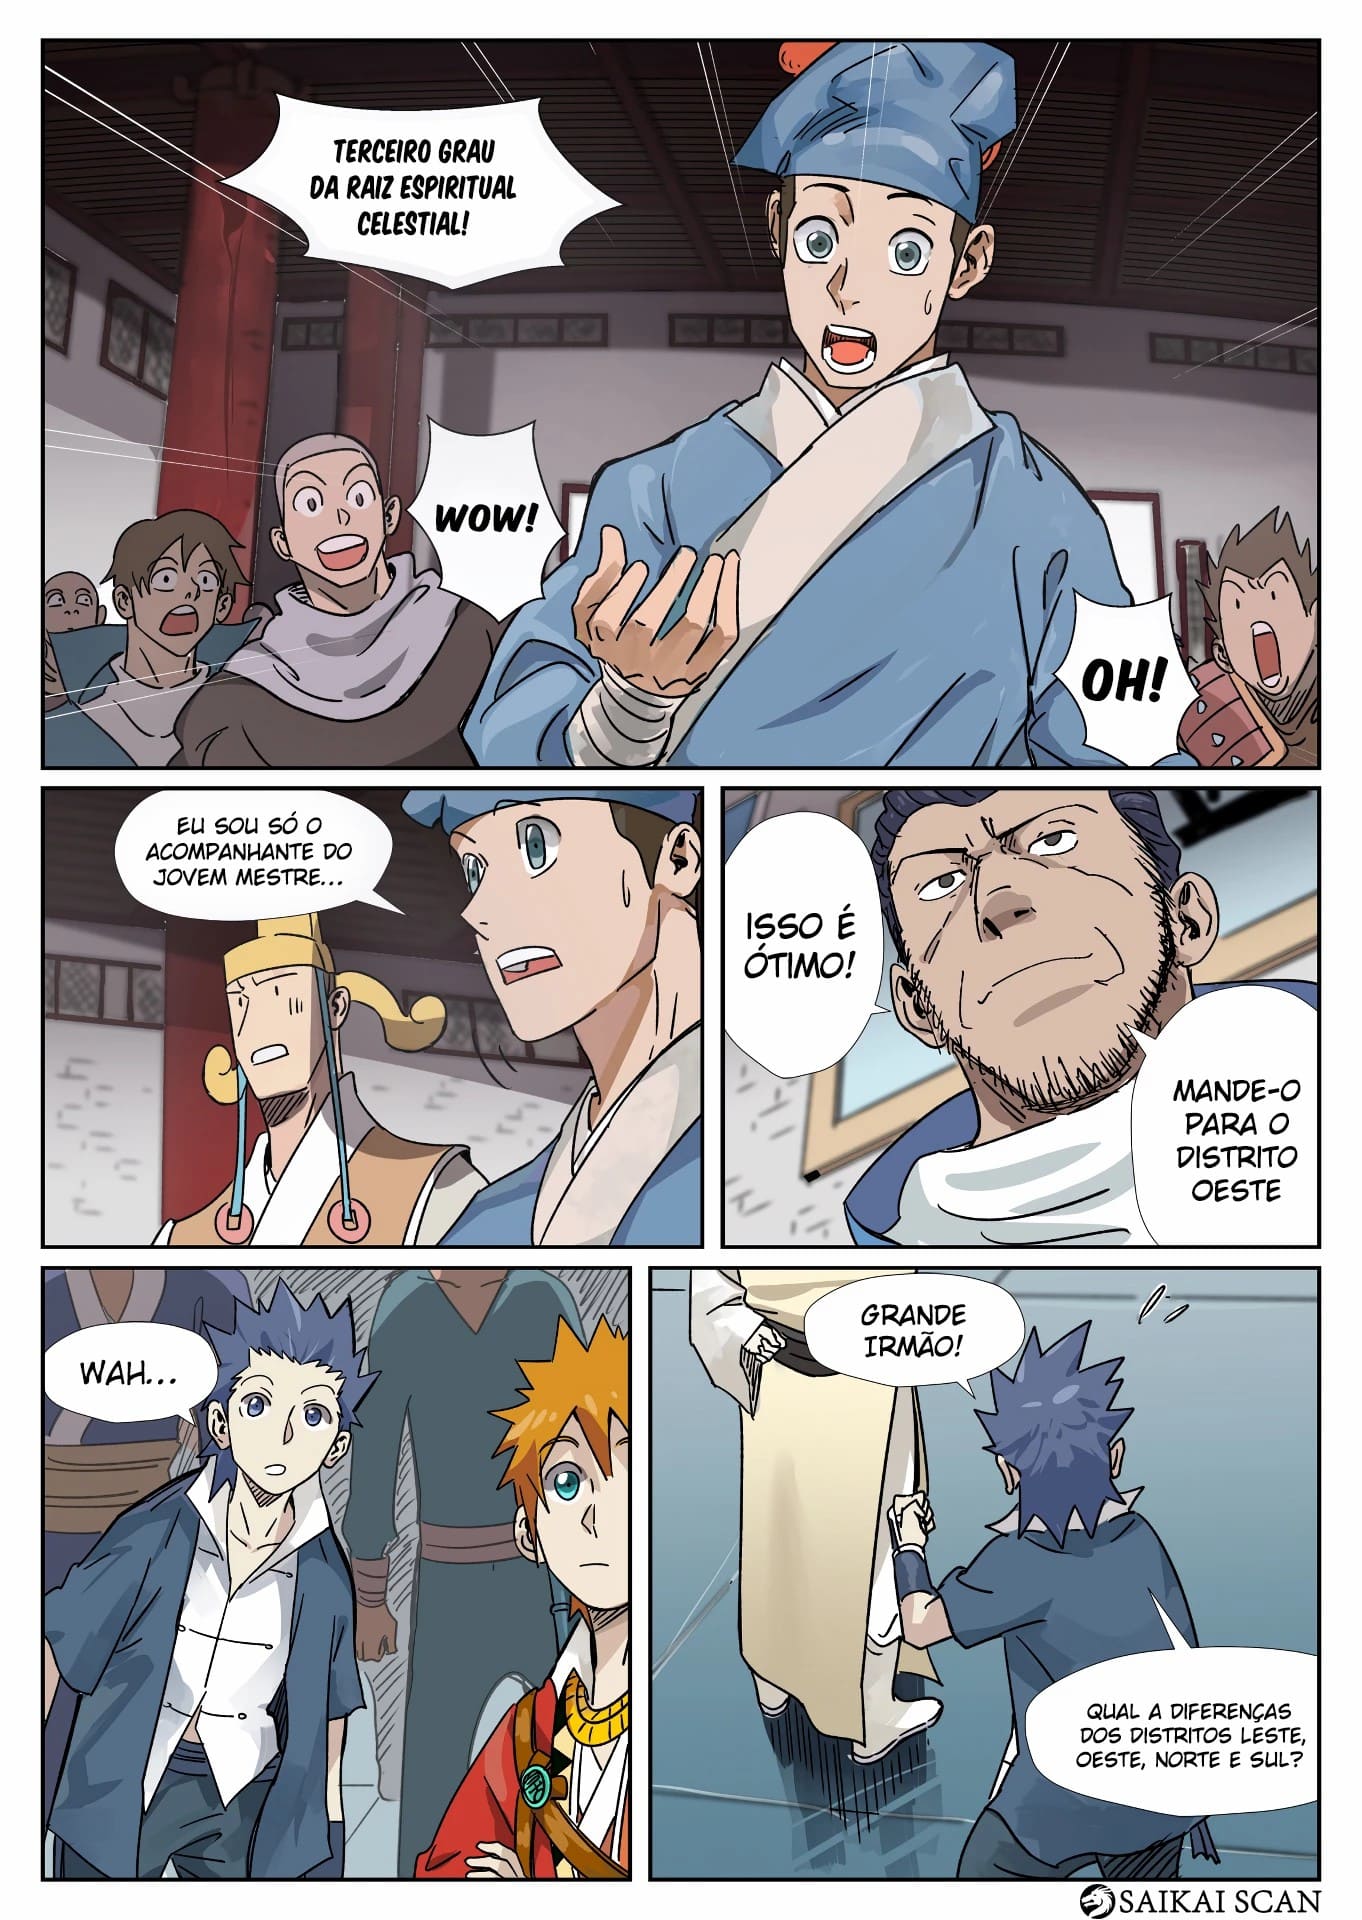 TERCEIRO GRAU
DA RAIZ ESPIRITUAL
CELESTIAL!
WOW!
OH!
EU SOU SÓ O
ACOMPANHANTE DO
JOVEM MESTRE...
ISSO É
ÓTIMO!
MANDE-O
PARA O
DISTRITO
OESTE
WAH...
GRANDE
IRMÃO!
QUAL A DIFERENÇAS
DOS DISTRITOS LESTE,
OESTE, NORTE E SUL?
SAIKAI SCAN